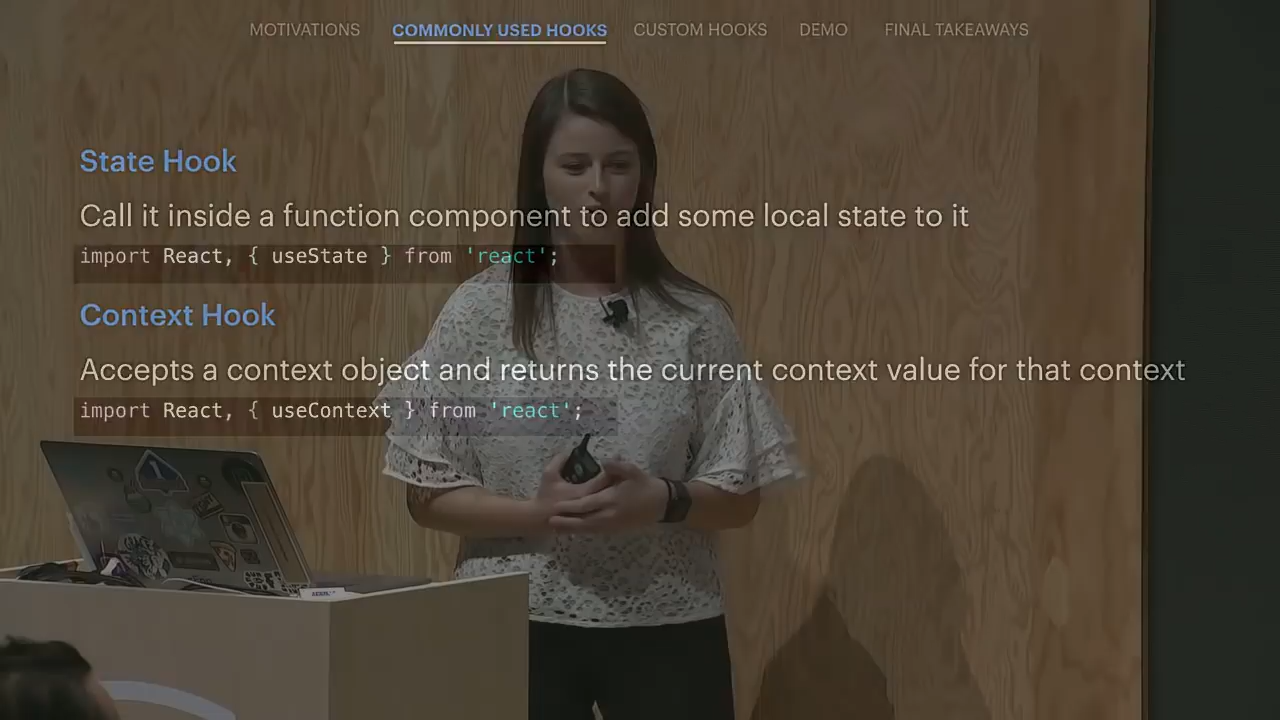 MOTIVATIONS COMMONLY USED HOOKS CUSTOM HOOKS DEMO FINAL TAKEAWAYS
State Hook
Call it inside a function component to add some local state to it
import React, { useState } from 'react';
Context Hook
Accepts a context object and returns the current context value for that context
import React, { useContext } from 'react';
1